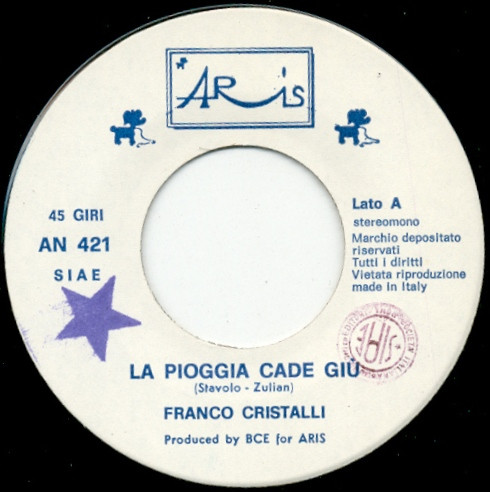 ARis
45 GIRI
AN 421
SIAE
Lato A
stereomono
Marchio depositato
riservati
Tutti i diritti
Vietata riproduzione
made in Italy
LA PIOGGIA CADE GIÙ
(Stavolo - Zulian)
FRANCO CRISTALLI
Produced by BCE for ARIS